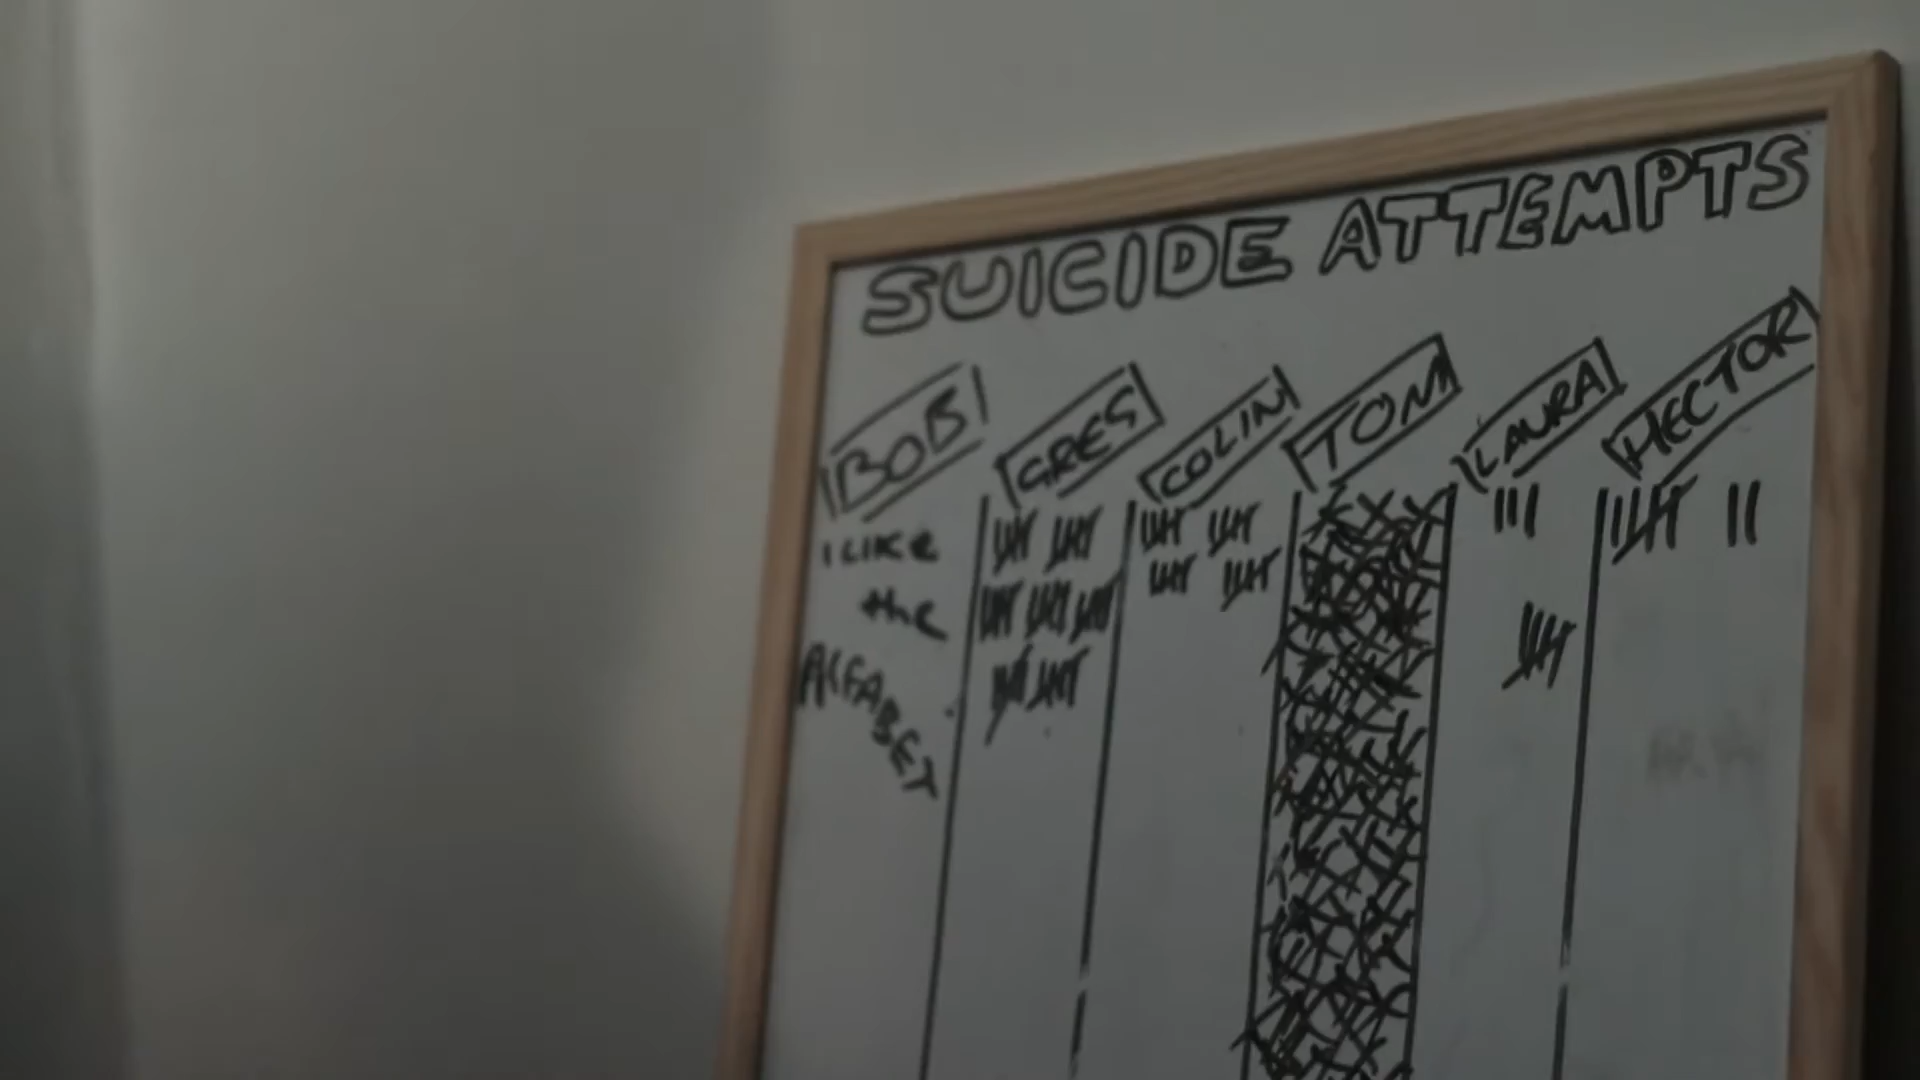 SUICIDE ATTEMPTS
BOB GREG COLIN TOM LAURA HECTOR
I LIKE
the
ALFABET